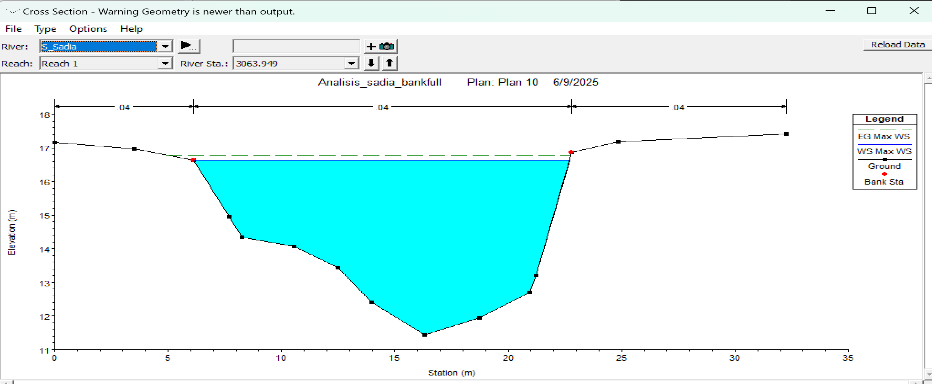 Cross Section - Warning Geometry is newer than output.
File Type Options Help
River: S_Sadia Reload Data
Reach: Reach 1 River Sta.: 3063.949
Analisis_sadia_bankfull Plan: Plan 10 6/9/2025
.04 .04 .04
Legend
EG Max WS
WS Max WS
Ground
Bank Sta
Elevation (m)
18
17
16
15
14
13
12
11
0 5 10 15 20 25 30 35
Station (m)